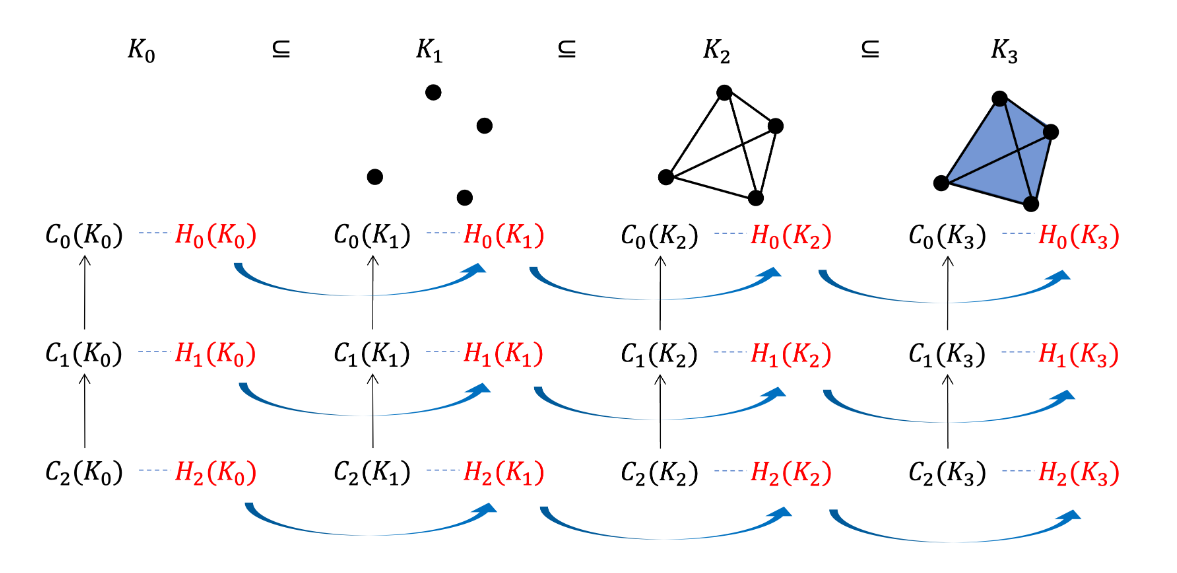 K₀ ⊆ K₁ ⊆ K₂ ⊆ K₃
C₀(K₀) H₀(K₀) C₀(K₁) H₀(K₁) C₀(K₂) H₀(K₂) C₀(K₃) H₀(K₃)
C₁(K₀) H₁(K₀) C₁(K₁) H₁(K₁) C₁(K₂) H₁(K₂) C₁(K₃) H₁(K₃)
C₂(K₀) H₂(K₀) C₂(K₁) H₂(K₁) C₂(K₂) H₂(K₂) C₂(K₃) H₂(K₃)